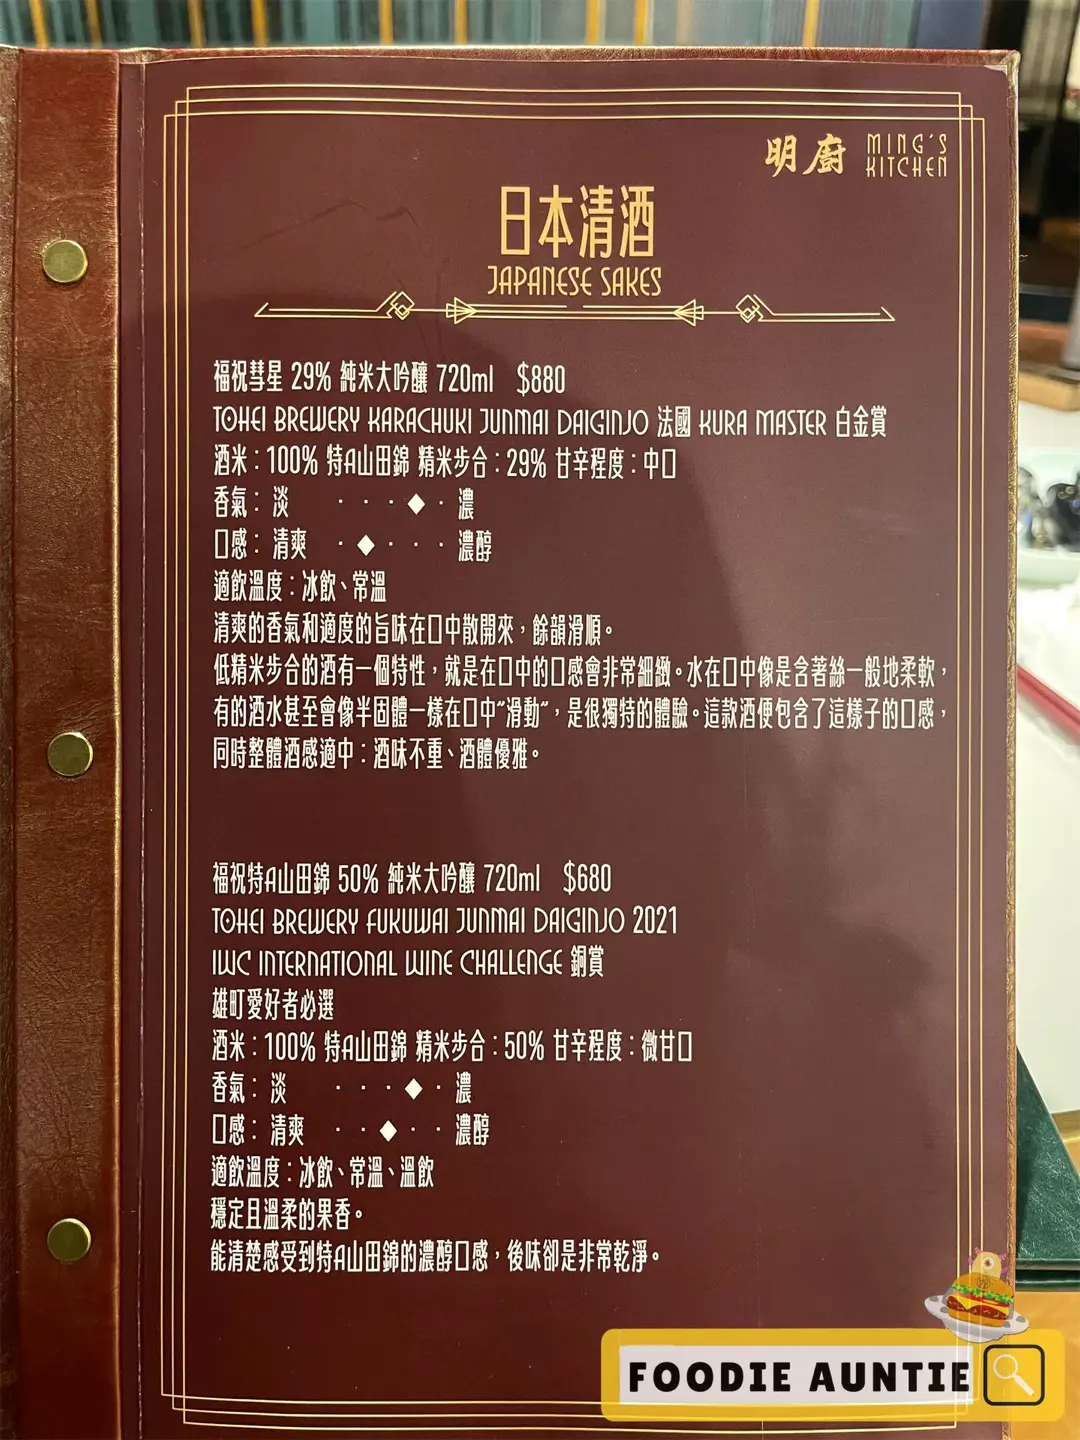 明廚 MING'S KITCHEN
日本清酒
JAPANESE SAKES
福祝彗星 29% 純米大吟釀 720ml $880
TOHEI BREWERY KARACHUKI JUNMAI DAIGINJO 法國 KURA MASTER 白金賞
酒米：100% 特A山田錦 精米步合：29% 甘辛程度：中口
香氣： 淡 · · · ◆ · 濃
口感： 清爽 · ◆ · · · 濃醇
適飲溫度：冰飲、常溫
清爽的香氣和適度的旨味在口中散開來，餘韻滑順。
低精米步合的酒有一個特性，就是在口中的口感會非常細緻。水在口中像是含著絲一般地柔軟，
有的酒水甚至會像半固體一樣在口中"滑動"，是很獨特的體驗。這款酒便包含了這樣子的口感，
同時整體酒感適中：酒味不重、酒體優雅。
福祝特A山田錦 50% 純米大吟釀 720ml $680
TOHEI BREWERY FUKUWAI JUNMAI DAIGINJO 2021
IWC INTERNATIONAL WINE CHALLENGE 銅賞
雄町愛好者必選
酒米：100% 特A山田錦 精米步合：50% 甘辛程度：微甘口
香氣： 淡 · · · ◆ · 濃
口感： 清爽 · · ◆ · · 濃醇
適飲溫度：冰飲、常溫、溫飲
穩定且溫柔的果香。
能清楚感受到特A山田錦的濃醇口感，後味卻是非常乾淨。
FOODIE AUNTIE